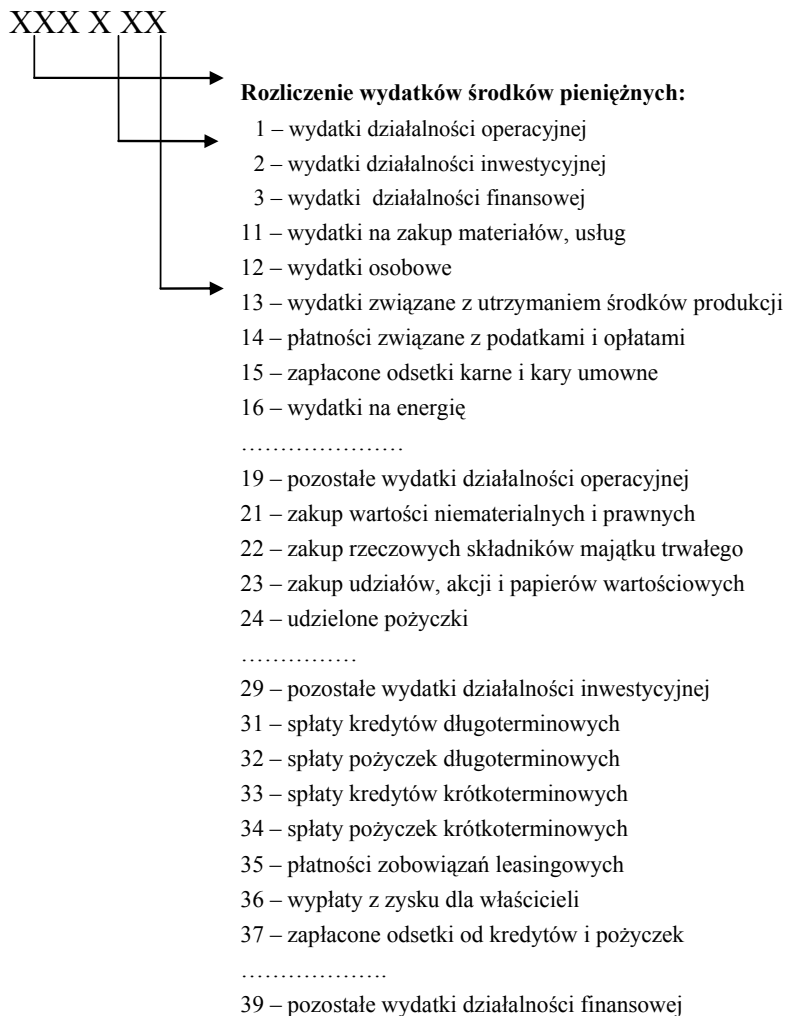 XXX X XX
Rozliczenie wydatków środków pieniężnych:
1 – wydatki działalności operacyjnej
2 – wydatki działalności inwestycyjnej
3 – wydatki działalności finansowej
11 – wydatki na zakup materiałów, usług
12 – wydatki osobowe
13 – wydatki związane z utrzymaniem środków produkcji
14 – płatności związane z podatkami i opłatami
15 – zapłacone odsetki karne i kary umowne
16 – wydatki na energię
…………………
19 – pozostałe wydatki działalności operacyjnej
21 – zakup wartości niematerialnych i prawnych
22 – zakup rzeczowych składników majątku trwałego
23 – zakup udziałów, akcji i papierów wartościowych
24 – udzielone pożyczki
……………
29 – pozostałe wydatki działalności inwestycyjnej
31 – spłaty kredytów długoterminowych
32 – spłaty pożyczek długoterminowych
33 – spłaty kredytów krótkoterminowych
34 – spłaty pożyczek krótkoterminowych
35 – płatności zobowiązań leasingowych
36 – wypłaty z zysku dla właścicieli
37 – zapłacone odsetki od kredytów i pożyczek
……………….
39 – pozostałe wydatki działalności finansowej